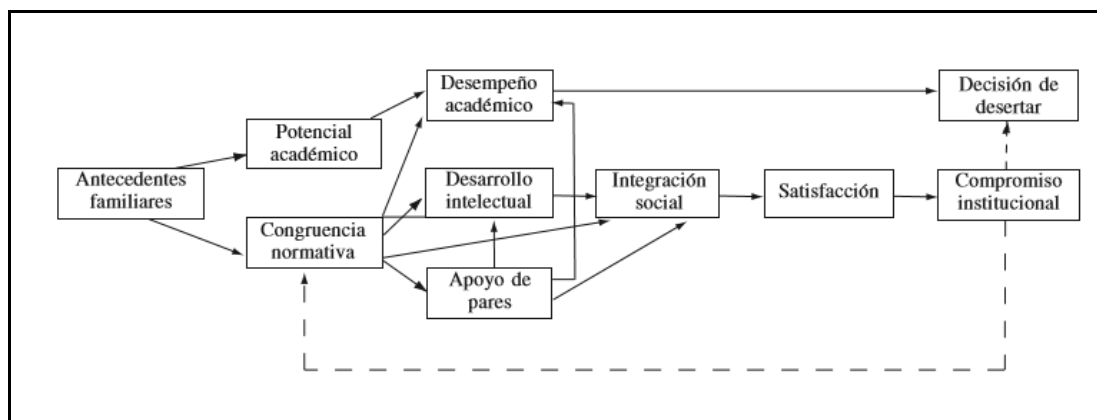 Desempeño
académico
Decisión de
desertar
Potencial
académico
Antecedentes
familiares
Desarrollo
intelectual
Integración
social
Satisfacción
Compromiso
institucional
Congruencia
normativa
Apoyo de
pares